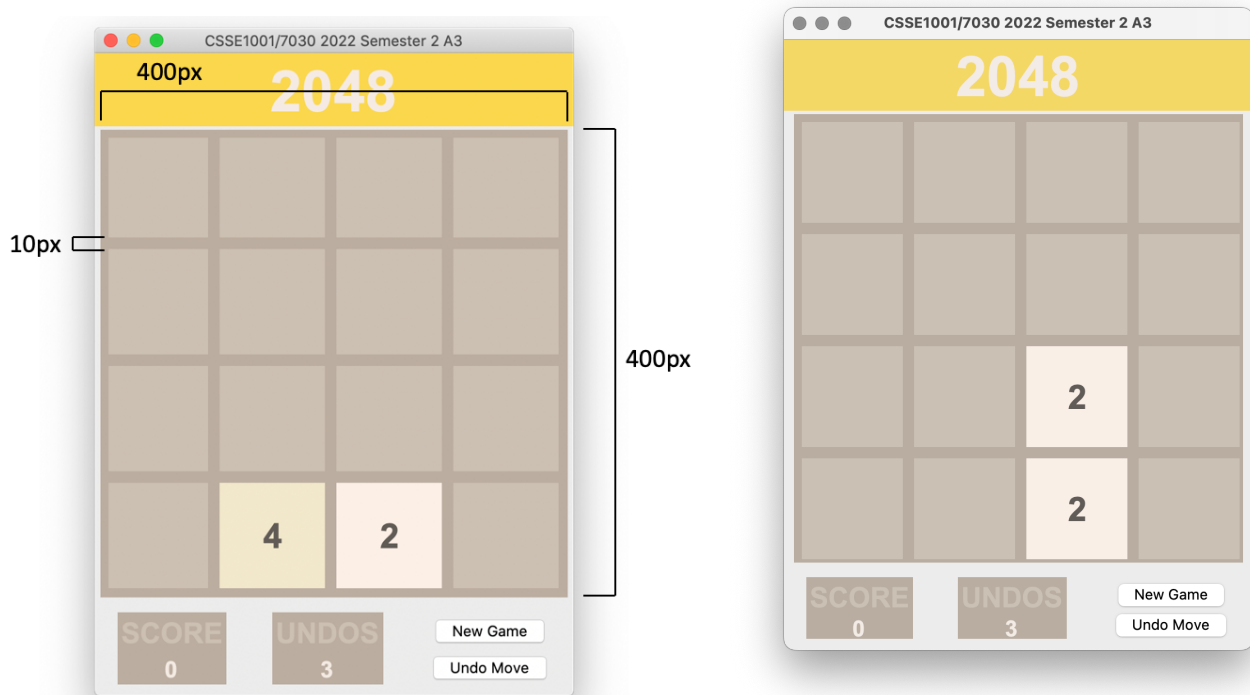 CSSE1001/7030 2022 Semester 2 A3
400px
2048
10px
400px
4
2
SCORE
0
UNDOS
3
New Game
Undo Move
CSSE1001/7030 2022 Semester 2 A3
2048
2
2
SCORE
0
UNDOS
3
New Game
Undo Move